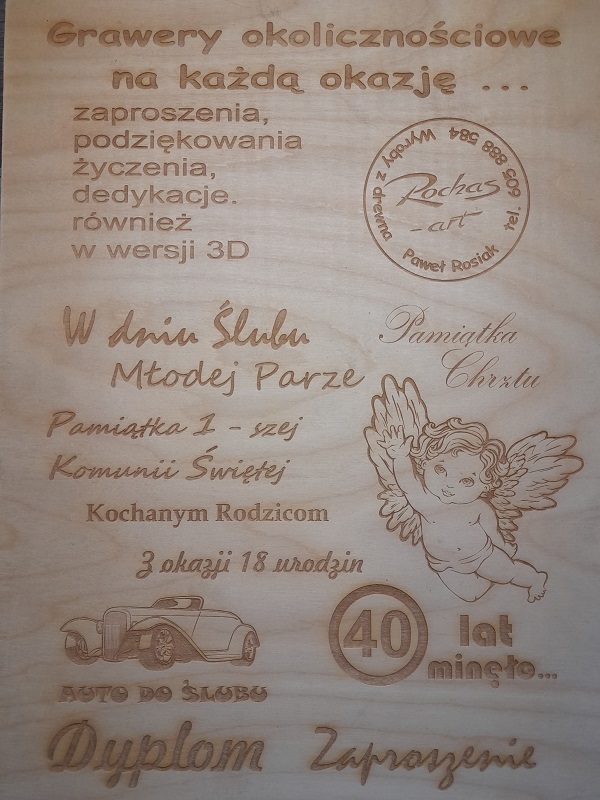 Grawery okolicznościowe
na każdą okazję ...
zaproszenia,
podziękowania
życzenia,
dedykacje.
również
w wersji 3D
Wyroby z drewna
Rochas
-art-
Paweł Rosiak
tel. 605 888 584
W dniu Ślubu
Młodej Parze
Pamiątka
Chrztu
Pamiątka 1 - szej
Komunii Świętej
Kochanym Rodzicom
Z okazji 18 urodzin
AUTO DO ŚLUBU
40 lat
minęło...
Dyplom
Zaproszenie